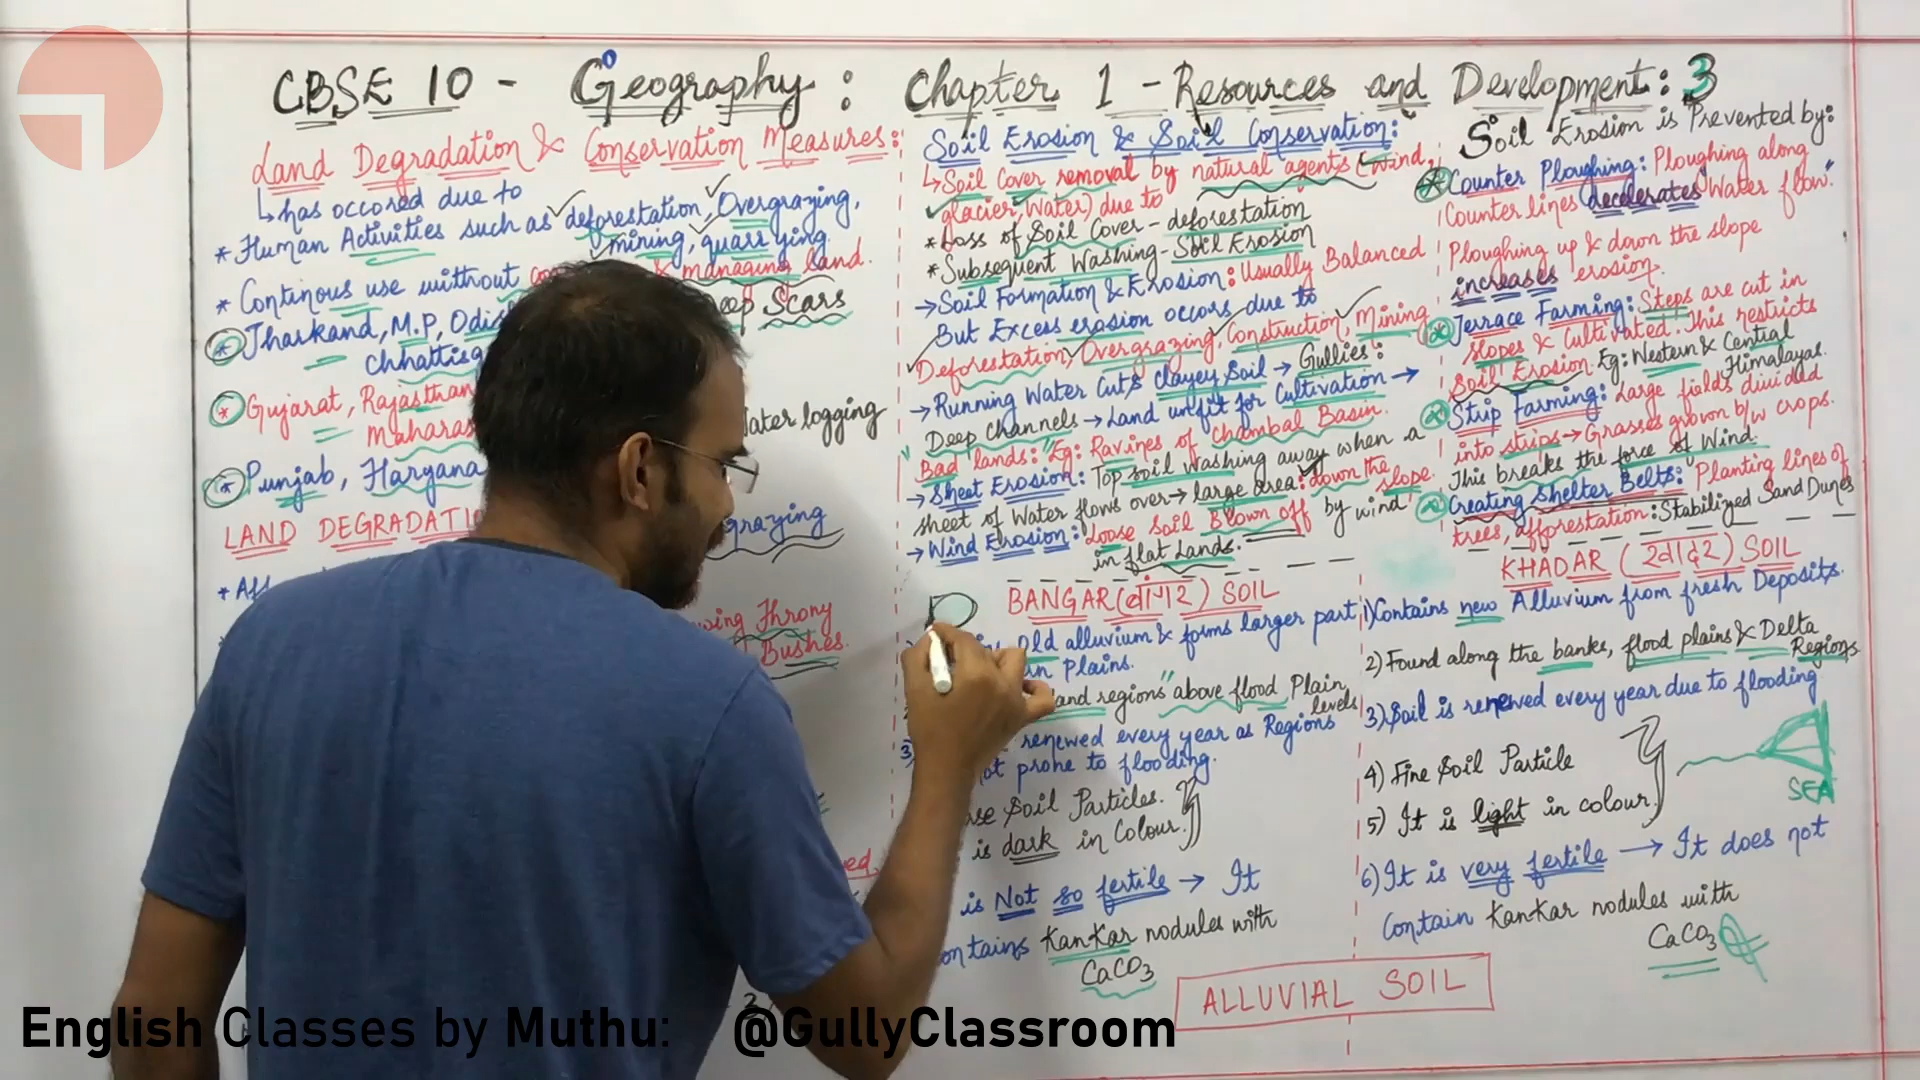 CBSE 10 - Geography : Chapter 1 - Resources and Development : 3
Land Degradation & Conservation Measures:
↳ has occored due to
* Human Activities such as deforestation, Overgrazing,
mining, quarrying
* Continous use without & managing land.
* Jharkand, M.P, Deep Scars
* Gujarat, Rajasthan
Water logging
* Punjab, Haryana
grazing
LAND
Throny
Bushes.
Soil Erosion & Soil Conservation:
↳ Soil Cover removal by natural agents (wind,
glacier, water) due to
* Loss of Soil Cover - deforestation
* Subsequent Washing - Soil Erosion
→ Soil Formation & Erosion: Usually Balanced
But Excess erosion occors due to
Deforestation, Overgrazing, Construction, Mining
→ Running Water Cuts Clayey Soil → Gullies:
Deep Channels → Land unfit for Cultivation →
"Bad" lands: Eg: Ravines of Chambal Basin.
→ Sheet Erosion: Top Soil Washing away when a
sheet of Water flows over → large area: down the slope.
→ Wind Erosion: Loose Soil Blown off by wind
in flat Lands.
BANGAR (बांगर) SOIL
Old alluvium & forms larger part
in Plains.
and regions" above flood Plain
levels
3) renewed every year as Regions
not prone to flooding.
Soil Particles.
is dark in Colour.
is Not so fertile → It
Contains Kankar nodules with
CaCO3
Soil Erosion is Prevented by:
* Counter Ploughing: Ploughing along
Counter lines decelerates Water flow."
Ploughing up & down the slope
increases erosion.
* Terrace Farming: Steps are cut in
slopes & Cultivated. This restricts
Soil Erosion. Eg: Western & Central
Himalayas.
* Strip Farming: Large fields divided
into strips → Grasses grown b/w crops.
This breaks the force of Wind.
* Creating Shelter Belts: Planting lines of
trees, afforestation: Stabilized Sand Dunes
KHADAR (खादर) SOIL
1) Contains new Alluvium from fresh Deposits.
2) Found along the banks, flood plains & Delta
Regions
3) Soil is renewed every year due to flooding
4) Fine Soil Particle
5) It is light in colour.
SEA
6) It is very fertile → It does not
Contain Kankar nodules with
CaCO3
ALLUVIAL SOIL
English Classes by Muthu: @GullyClassroom